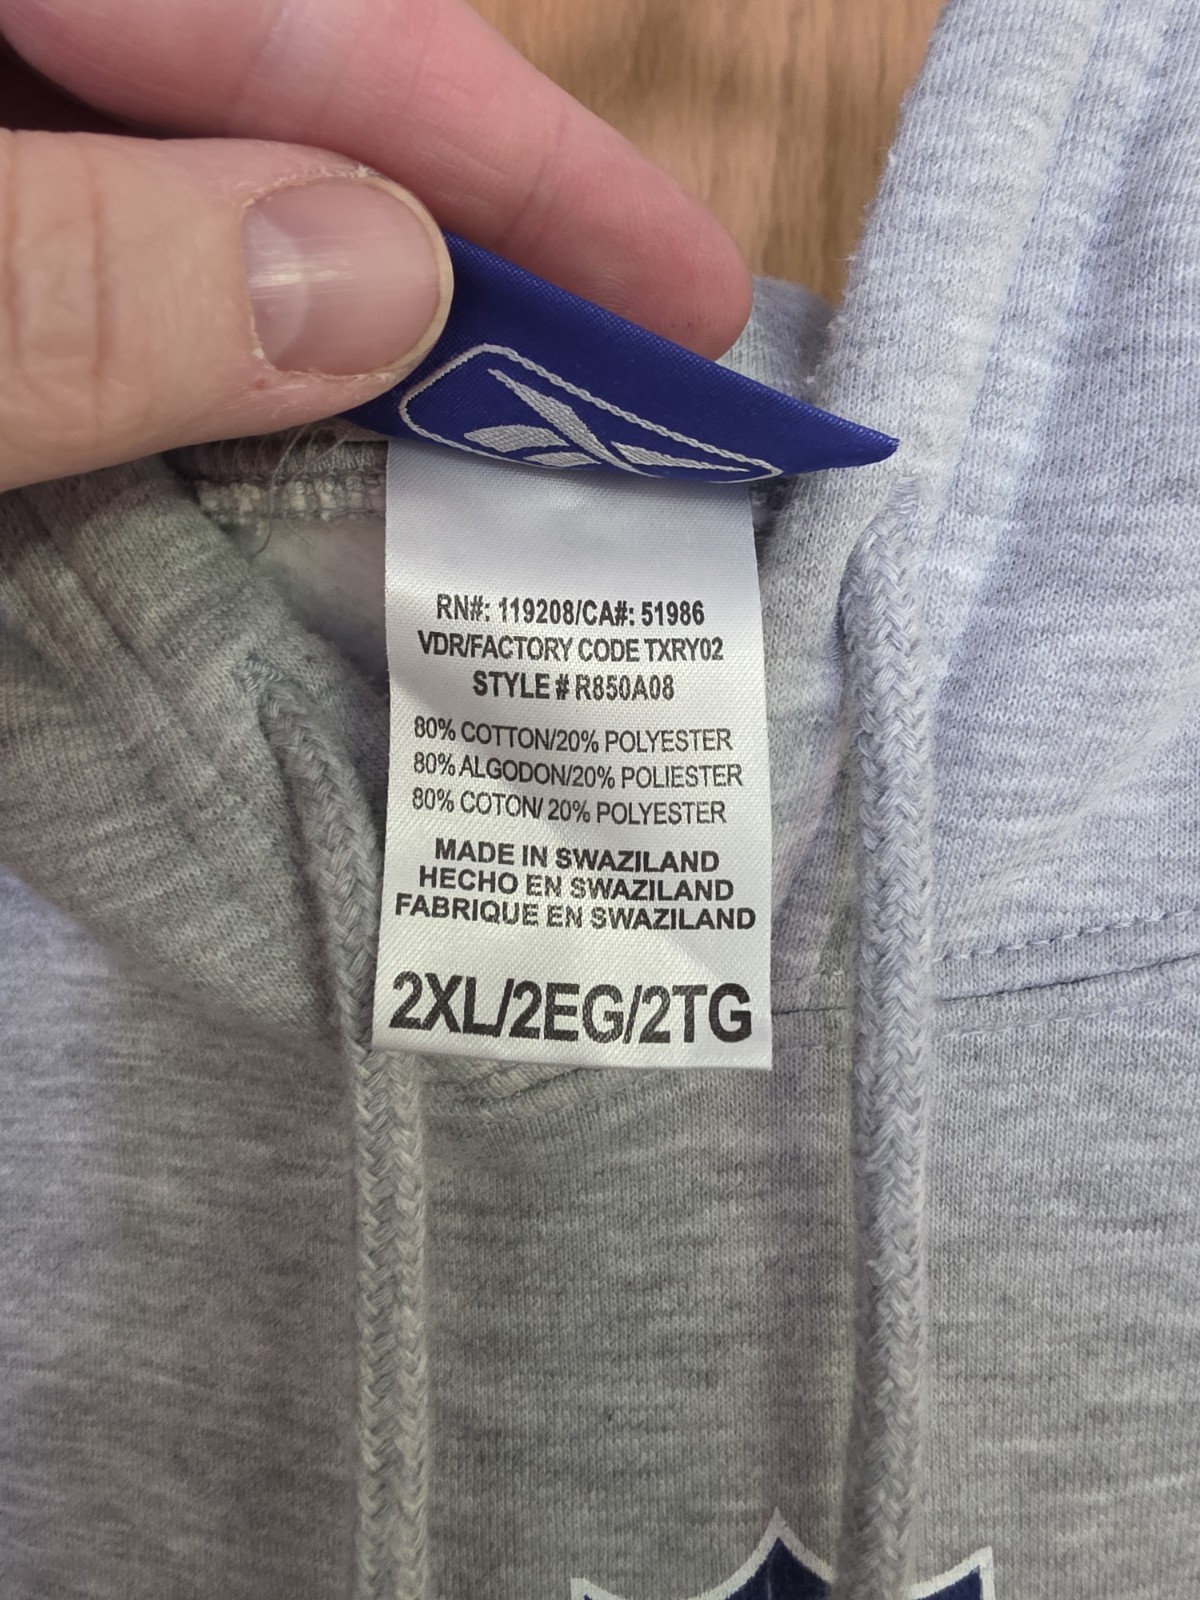 RN#: 119208/CA#: 51986
VDR/FACTORY CODE TXRY02
STYLE # R850A08
80% COTTON/20% POLYESTER
80% ALGODON/20% POLIESTER
80% COTON/ 20% POLYESTER
MADE IN SWAZILAND
HECHO EN SWAZILAND
FABRIQUE EN SWAZILAND
2XL/2EG/2TG